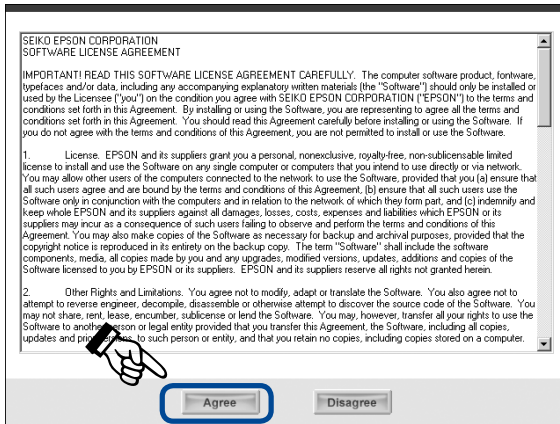 SEIKO EPSON CORPORATION
SOFTWARE LICENSE AGREEMENT
IMPORTANT! READ THIS SOFTWARE LICENSE AGREEMENT CAREFULLY. The computer software product, fontware,
typefaces and/or data, including any accompanying explanatory written materials (the "Software") should only be installed or
used by the Licensee ("you") on the condition you agree with SEIKO EPSON CORPORATION ("EPSON") to the terms and
conditions set forth in this Agreement. By installing or using the Software, you are representing to agree all the terms and
conditions set forth in this Agreement. You should read this Agreement carefully before installing or using the Software. If
you do not agree with the terms and conditions of this Agreement, you are not permitted to install or use the Software.
1. License. EPSON and its suppliers grant you a personal, nonexclusive, royalty-free, non-sublicensable limited
license to install and use the Software on any single computer or computers that you intend to use directly or via network.
You may allow other users of the computers connected to the network to use the Software, provided that you (a) ensure that
all such users agree and are bound by the terms and conditions of this Agreement, (b) ensure that all such users use the
Software only in conjunction with the computers and in relation to the network of which they form part, and (c) indemnify and
keep whole EPSON and its suppliers against all damages, losses, costs, expenses and liabilities which EPSON or its
suppliers may incur as a consequence of such users failing to observe and perform the terms and conditions of this
Agreement. You may also make copies of the Software as necessary for backup and archival purposes, provided that the
copyright notice is reproduced in its entirety on the backup copy. The term "Software" shall include the software
components, media, all copies made by you and any upgrades, modified versions, updates, additions and copies of the
Software licensed to you by EPSON or its suppliers. EPSON and its suppliers reserve all rights not granted herein.
2. Other Rights and Limitations. You agree not to modify, adapt or translate the Software. You also agree not to
attempt to reverse engineer, decompile, disassemble or otherwise attempt to discover the source code of the Software. You
may not share, rent, lease, encumber, sublicense or lend the Software. You may, however, transfer all your rights to use the
Software to another person or legal entity provided that you transfer this Agreement, the Software, including all copies,
updates and to such person or entity, and that you retain no copies, including copies stored on a computer.
Agree
Disagree